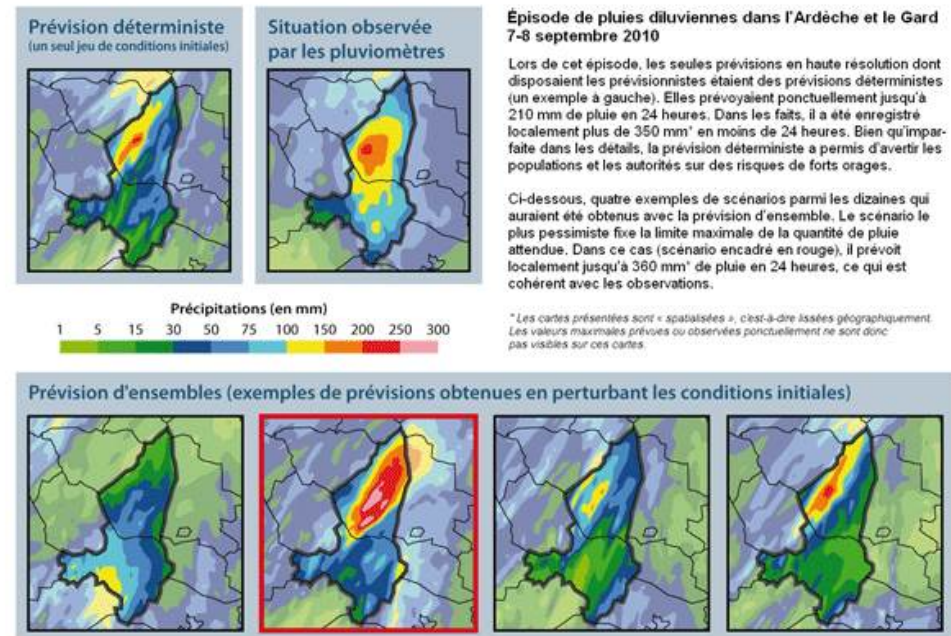 Prévision déterministe
(un seul jeu de conditions initiales)
Situation observée
par les pluviomètres
Épisode de pluies diluviennes dans l'Ardèche et le Gard
7-8 septembre 2010
Lors de cet épisode, les seules prévisions en haute résolution dont
disposaient les prévisionnistes étaient des prévisions déterministes
(un exemple à gauche). Elles prévoyaient ponctuellement jusqu'à
210 mm de pluie en 24 heures. Dans les faits, il a été enregistré
localement plus de 350 mm* en moins de 24 heures. Bien qu'impar-
faite dans les détails, la prévision déterministe a permis d'avertir les
populations et les autorités sur des risques de forts orages.
Ci-dessous, quatre exemples de scénarios parmi les dizaines qui
auraient été obtenus avec la prévision d'ensemble. Le scénario le
plus pessimiste fixe la limite maximale de la quantité de pluie
attendue. Dans ce cas (scénario encadré en rouge), il prévoit
localement jusqu'à 360 mm* de pluie en 24 heures, ce qui est
cohérent avec les observations.
* Les cartes présentées sont « spatialisées », c'est-à-dire lissées géographiquement.
Les valeurs maximales prévues ou observées ponctuellement ne sont donc
pas visibles sur ces cartes.
Précipitations (en mm)
1 5 15 30 50 75 100 150 200 250 300
Prévision d'ensembles (exemples de prévisions obtenues en perturbant les conditions initiales)